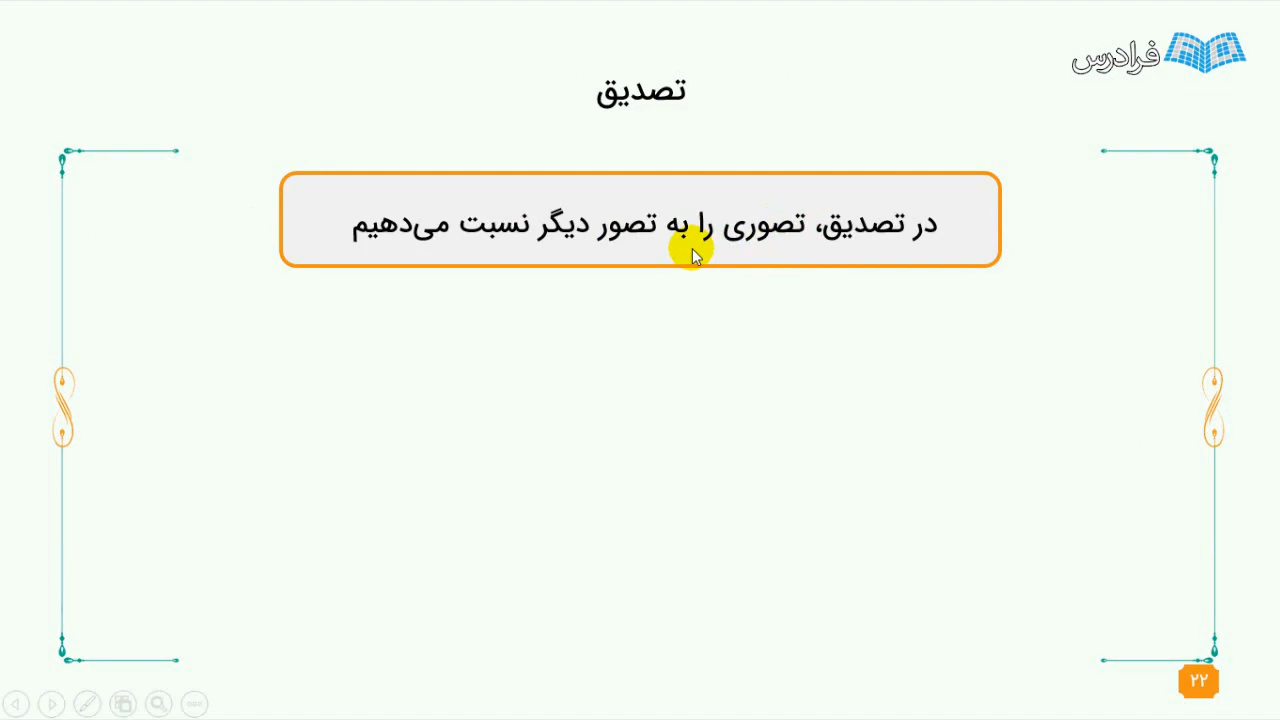 فرادرس
تصدیق
در تصدیق، تصوری را به تصور دیگر نسبت می‌دهیم
۲۲